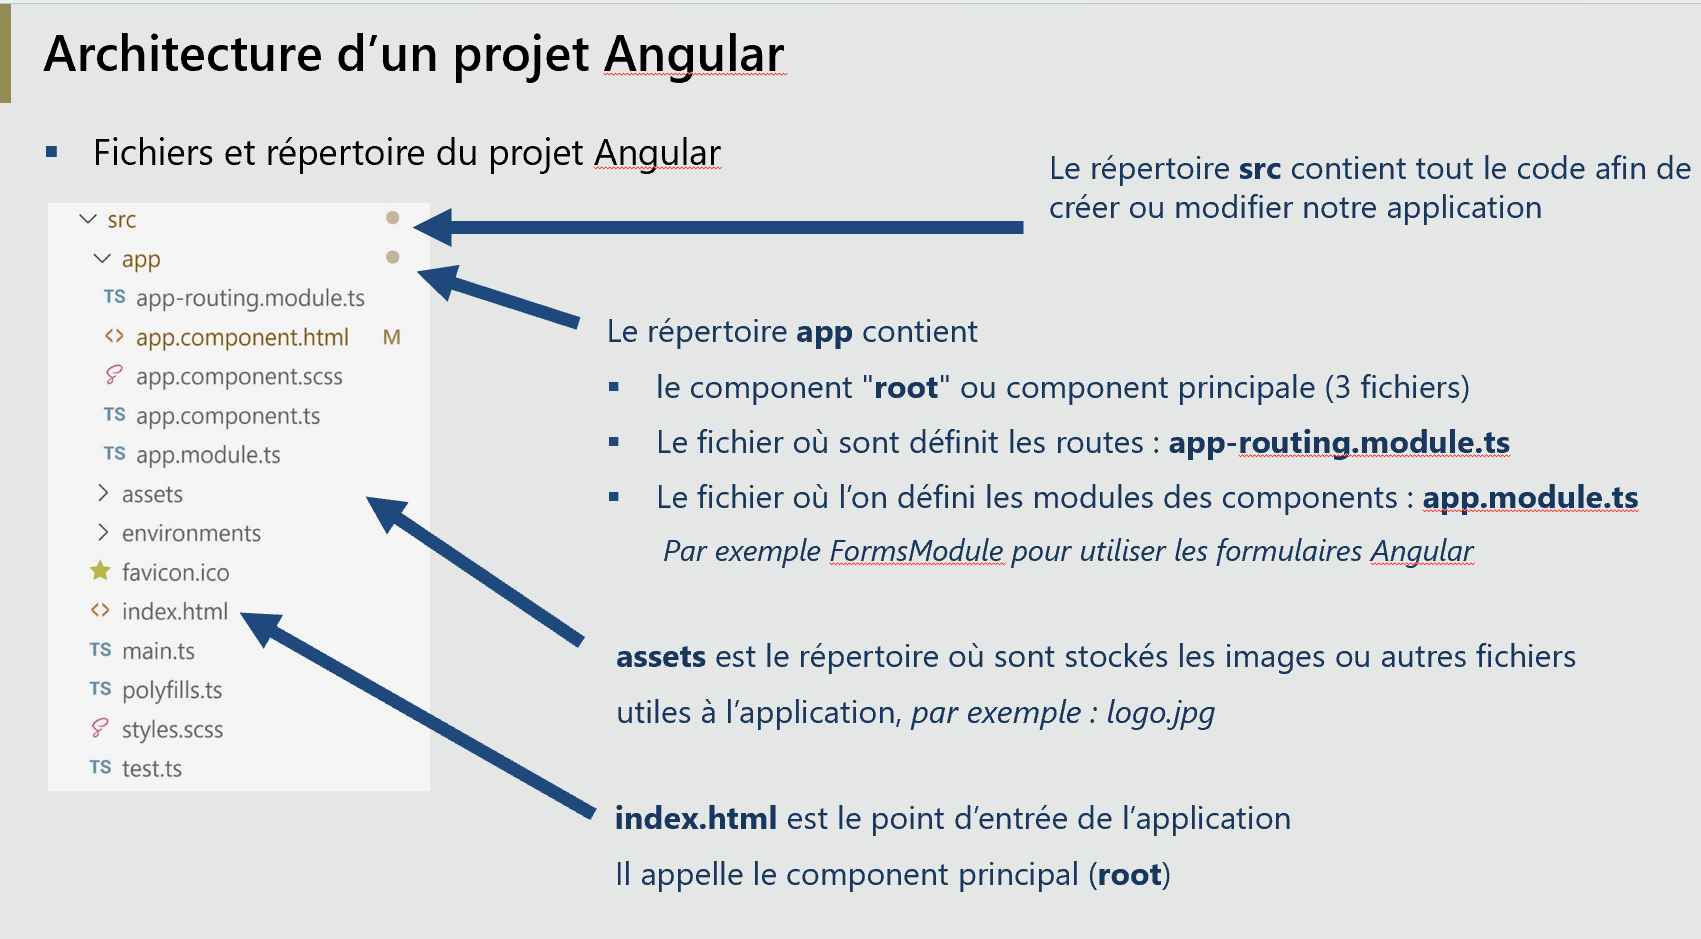 Architecture d’un projet Angular
▪ Fichiers et répertoire du projet Angular
src
app
TS app-routing.module.ts
<> app.component.html M
app.component.scss
TS app.component.ts
TS app.module.ts
assets
environments
favicon.ico
<> index.html
TS main.ts
TS polyfills.ts
styles.scss
TS test.ts
Le répertoire src contient tout le code afin de
créer ou modifier notre application
Le répertoire app contient
▪ le component "root" ou component principale (3 fichiers)
▪ Le fichier où sont définit les routes : app-routing.module.ts
▪ Le fichier où l’on défini les modules des components : app.module.ts
Par exemple FormsModule pour utiliser les formulaires Angular
assets est le répertoire où sont stockés les images ou autres fichiers
utiles à l’application, par exemple : logo.jpg
index.html est le point d’entrée de l’application
Il appelle le component principal (root)